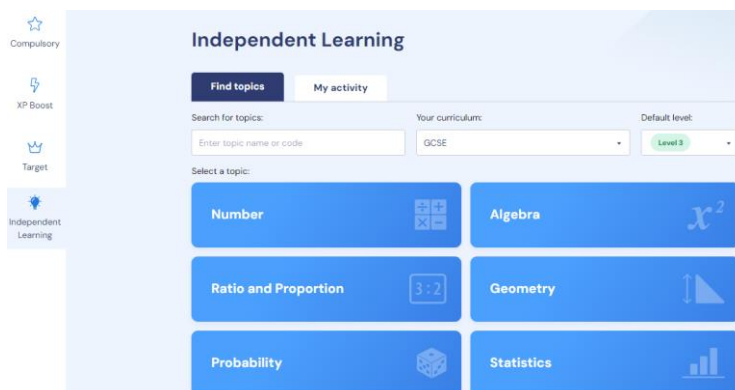 Compulsory
XP Boost
Target
Independent
Learning
Independent Learning
Find topics
My activity
Search for topics:
Your curriculum:
Default level:
Enter topic name or code
GCSE
Level 3
Select a topic:
Number
÷ +
× −
Algebra
x²
Ratio and Proportion
3:2
Geometry
Probability
Statistics